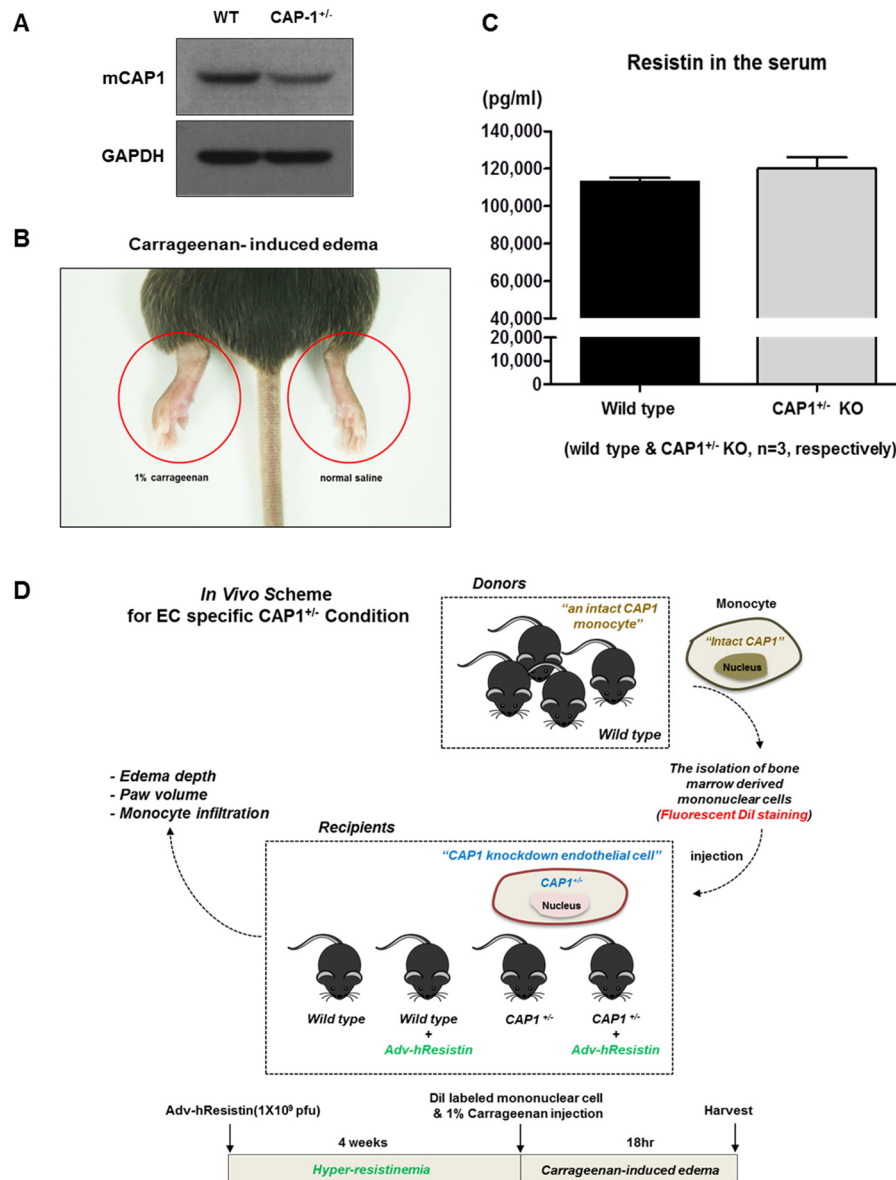 A
WT CAP-1+/-
mCAP1
GAPDH
B
Carrageenan- induced edema
1% carrageenan
normal saline
C
Resistin in the serum
(pg/ml)
140,000
120,000
100,000
80,000
60,000
40,000
20,000
10,000
0
Wild type
CAP1+/- KO
(wild type & CAP1+/- KO, n=3, respectively)
D
In Vivo Scheme
for EC specific CAP1+/- Condition
Donors
“an intact CAP1
monocyte”
Wild type
Monocyte
“Intact CAP1”
Nucleus
The isolation of bone
marrow derived
mononuclear cells
(Fluorescent DiI staining)
injection
- Edema depth
- Paw volume
- Monocyte infiltration
Recipients
“CAP1 knockdown endothelial cell”
CAP1+/-
Nucleus
Wild type
Wild type
+
Adv-hResistin
CAP1 +/-
CAP1 +/-
+
Adv-hResistin
Adv-hResistin(1X10⁹ pfu)
DiI labeled mononuclear cell
& 1% Carrageenan injection
Harvest
4 weeks
18hr
Hyper-resistinemia
Carrageenan-induced edema